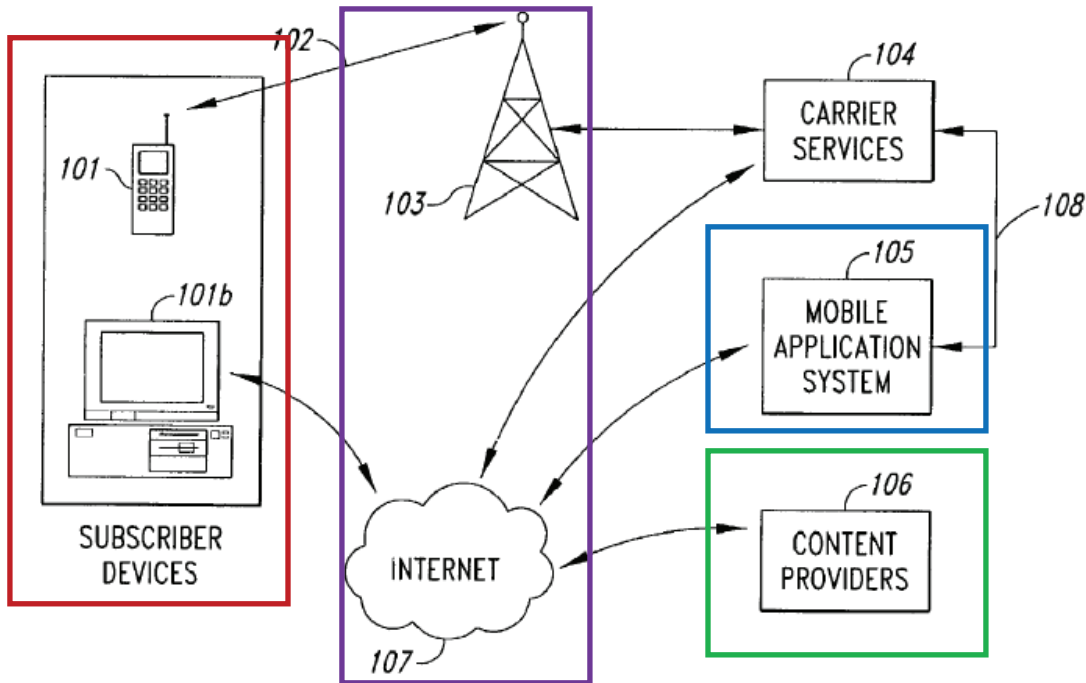 102
104
CARRIER
SERVICES
101
103
108
105
MOBILE
APPLICATION
SYSTEM
101b
106
CONTENT
PROVIDERS
SUBSCRIBER
DEVICES
INTERNET
107